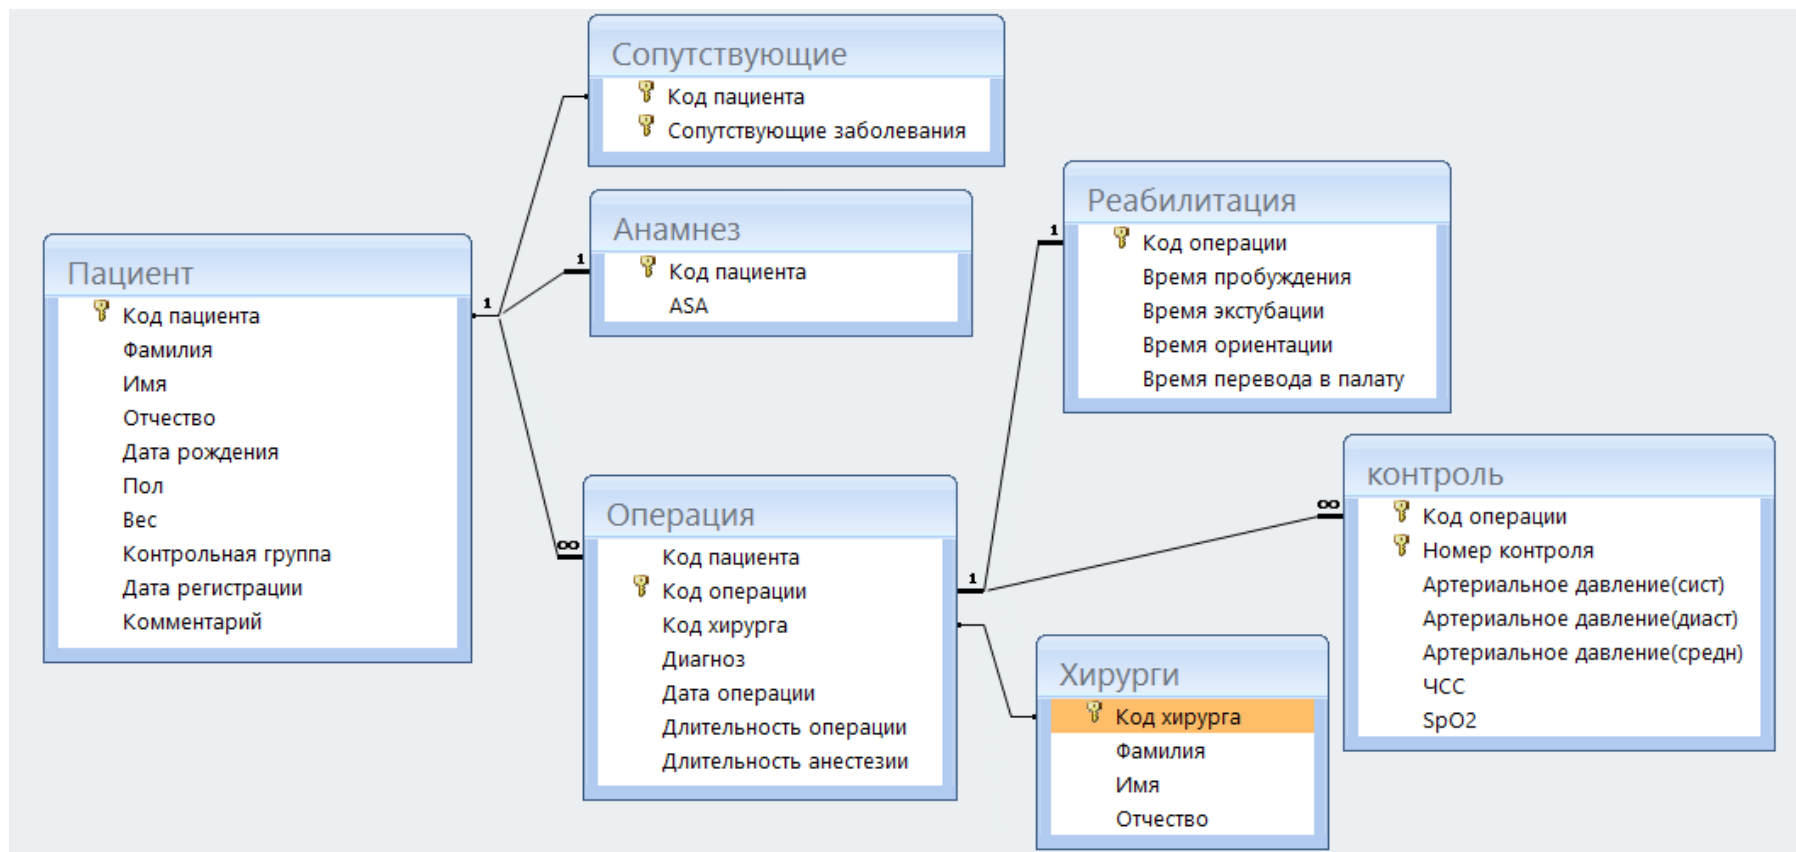 Сопутствующие
Код пациента
Сопутствующие заболевания
Анамнез
Код пациента
ASA
Пациент
Код пациента
Фамилия
Имя
Отчество
Дата рождения
Пол
Вес
Контрольная группа
Дата регистрации
Комментарий
1
1
∞
Операция
Код пациента
Код операции
Код хирурга
Диагноз
Дата операции
Длительность операции
Длительность анестезии
1
1
∞
Реабилитация
Код операции
Время пробуждения
Время экстубации
Время ориентации
Время перевода в палату
контроль
Код операции
Номер контроля
Артериальное давление(сист)
Артериальное давление(диаст)
Артериальное давление(средн)
ЧСС
SpO2
Хирурги
Код хирурга
Фамилия
Имя
Отчество